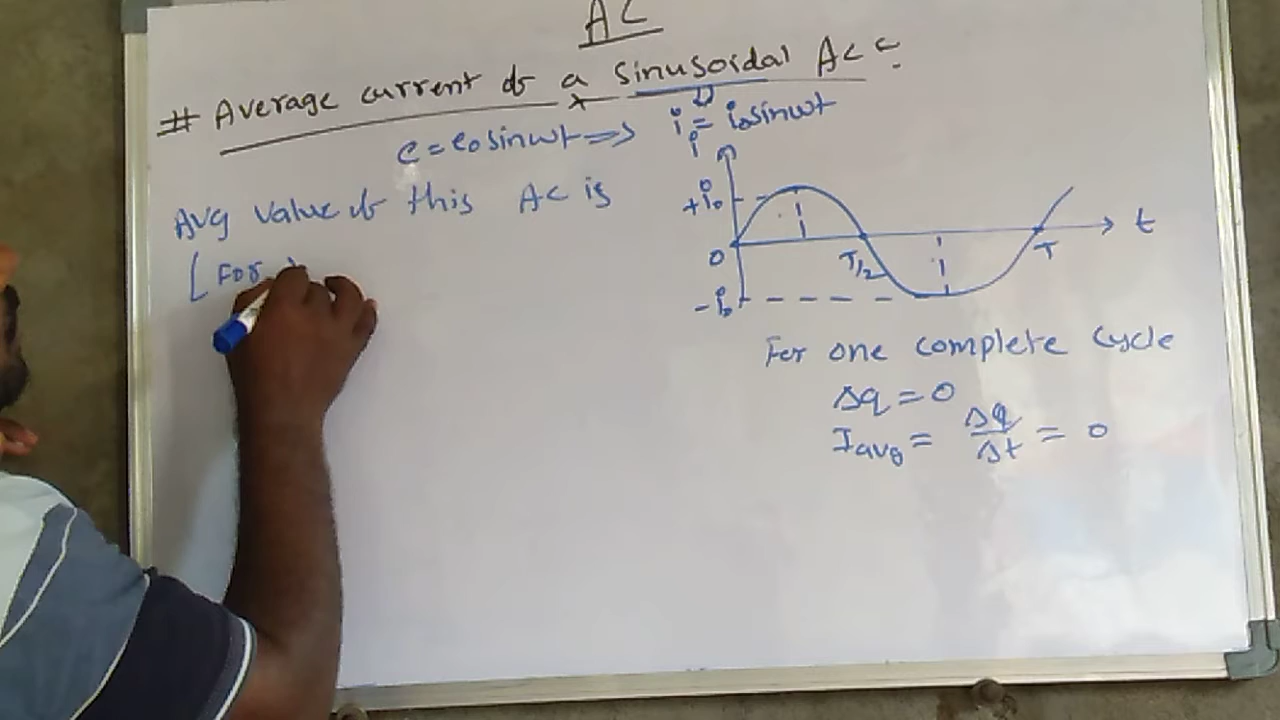 AC
# Average current of a sinusoidal AC :
e = e₀ sinωt ⇒ i = i₀ sinωt
Avg value of this AC is
[ For
i
+i₀
0
-i₀
T/2
T
t
For one complete cycle
Δq = 0
Iavg = Δq/Δt = 0